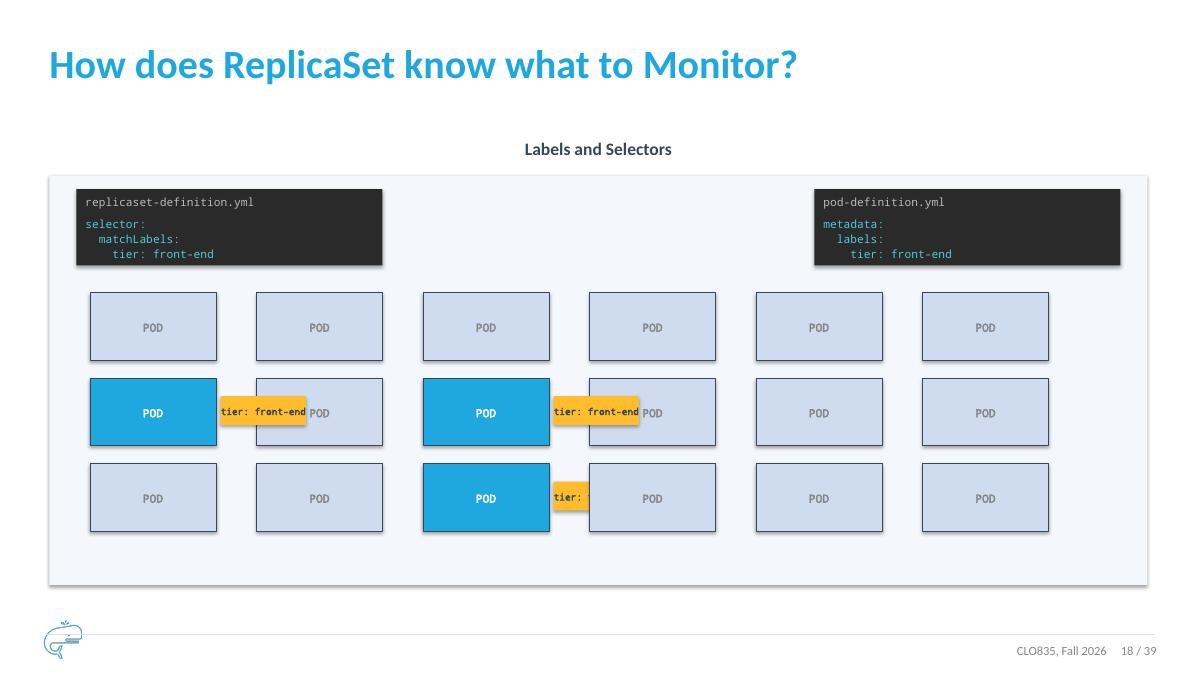 How does ReplicaSet know what to Monitor?
Labels and Selectors
replicaset-definition.yml
selector:
  matchLabels:
    tier: front-end
pod-definition.yml
metadata:
  labels:
    tier: front-end
POD POD POD POD POD POD
POD tier: front-end POD POD tier: front-end POD POD POD
POD POD POD tier: POD POD POD
CLO835, Fall 2026 18 / 39